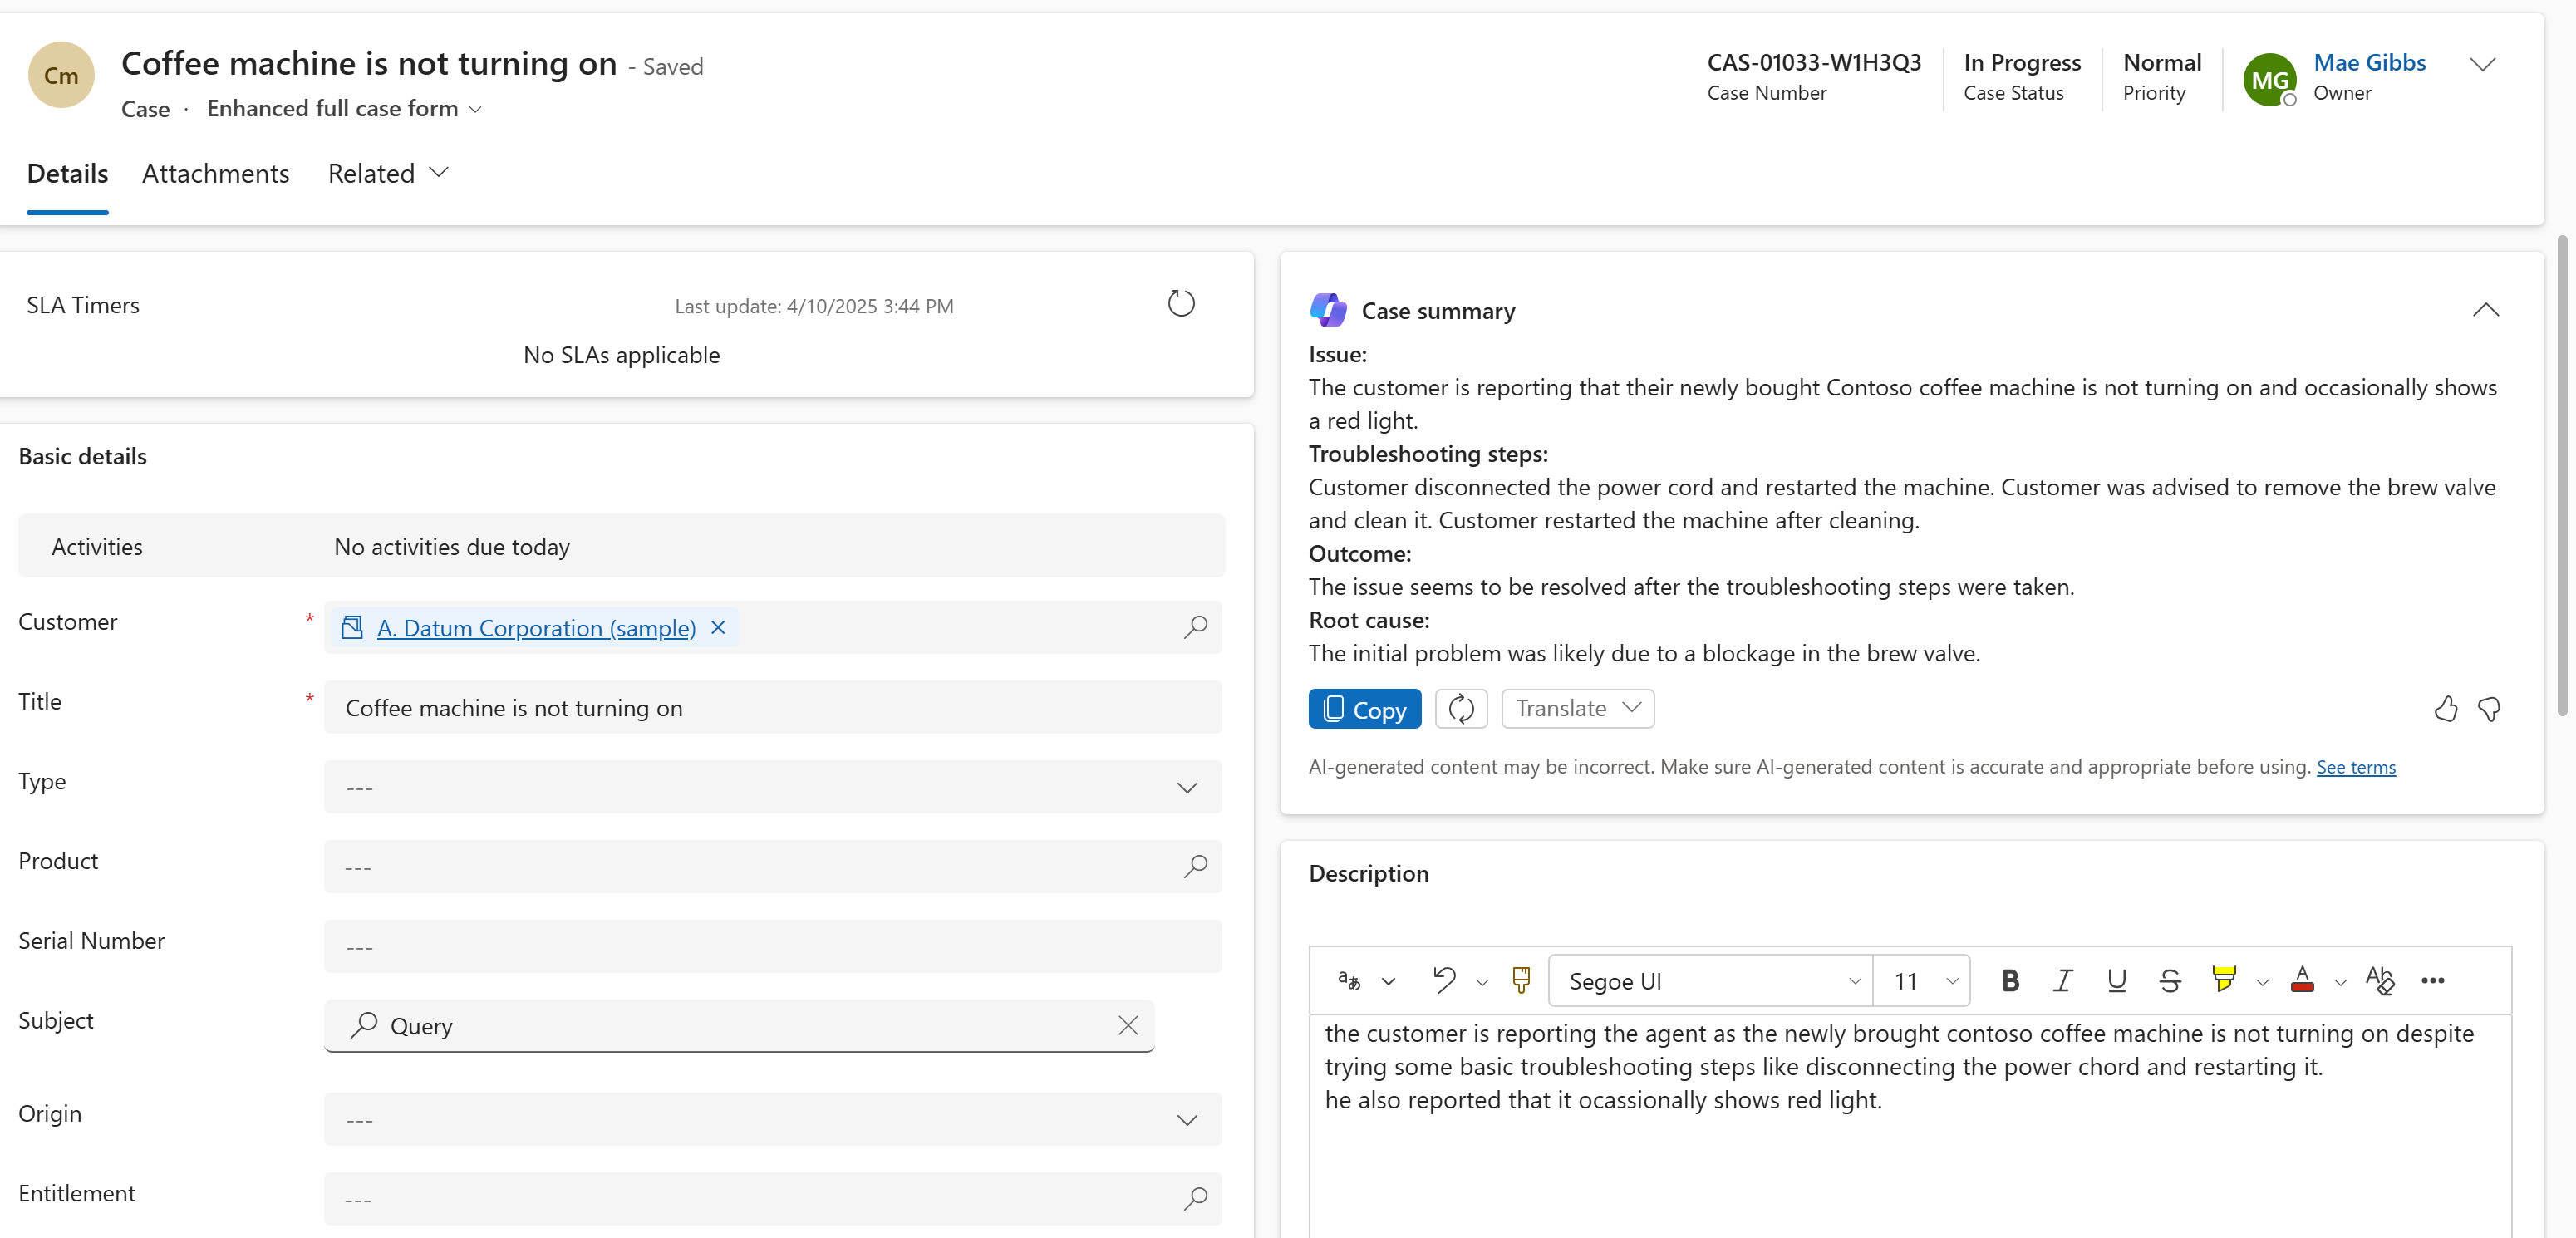 Cm
Coffee machine is not turning on - Saved
Case · Enhanced full case form
CAS-01033-W1H3Q3
Case Number
In Progress
Case Status
Normal
Priority
MG
Mae Gibbs
Owner
Details
Attachments
Related
SLA Timers
Last update: 4/10/2025 3:44 PM
No SLAs applicable
Basic details
Activities
No activities due today
Customer
*
A. Datum Corporation (sample)
Title
*
Coffee machine is not turning on
Type
---
Product
---
Serial Number
---
Subject
Query
Origin
---
Entitlement
---
Case summary
Issue:
The customer is reporting that their newly bought Contoso coffee machine is not turning on and occasionally shows
a red light.
Troubleshooting steps:
Customer disconnected the power cord and restarted the machine. Customer was advised to remove the brew valve
and clean it. Customer restarted the machine after cleaning.
Outcome:
The issue seems to be resolved after the troubleshooting steps were taken.
Root cause:
The initial problem was likely due to a blockage in the brew valve.
Copy
Translate
AI-generated content may be incorrect. Make sure AI-generated content is accurate and appropriate before using. See terms
Description
Segoe UI
11
B
I
U
S
A
the customer is reporting the agent as the newly brought contoso coffee machine is not turning on despite
trying some basic troubleshooting steps like disconnecting the power chord and restarting it.
he also reported that it ocassionally shows red light.